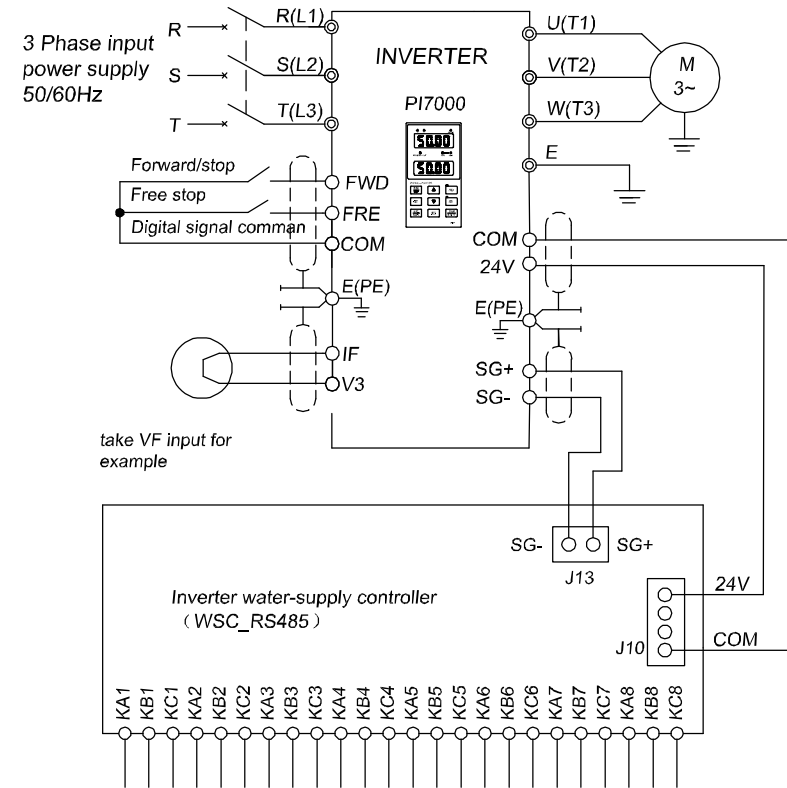 3 Phase input
power supply
50/60Hz
R
S
T
R(L1)
S(L2)
T(L3)
INVERTER
PI7000
50.00
50.00
U(T1)
V(T2)
W(T3)
E
M
3~
Forward/stop
Free stop
Digital signal comman
FWD
FRE
COM
E(PE)
IF
V3
COM
24V
E(PE)
SG+
SG-
take VF input for
example
SG-
SG+
J13
Inverter water-supply controller
（WSC_RS485）
24V
J10
COM
KA1
KB1
KC1
KA2
KB2
KC2
KA3
KB3
KC3
KA4
KB4
KC4
KA5
KB5
KC5
KA6
KB6
KC6
KA7
KB7
KC7
KA8
KB8
KC8